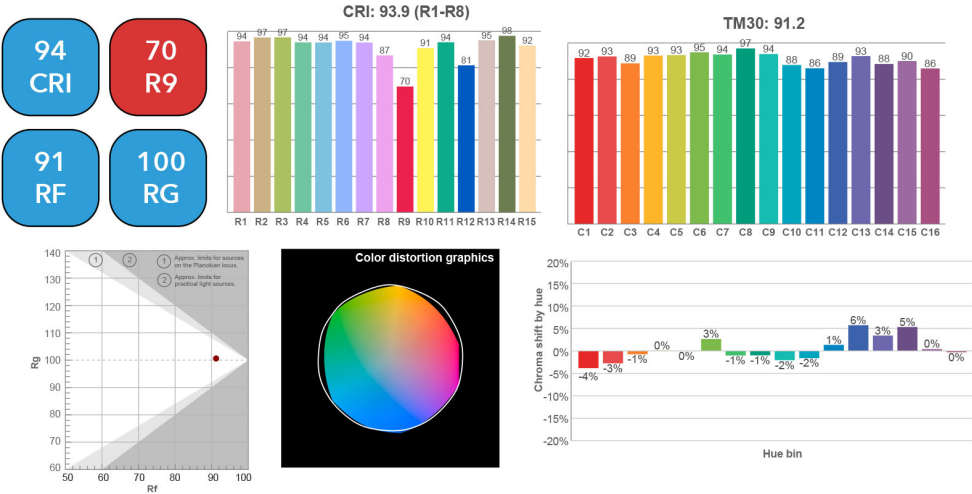 94
CRI
70
R9
91
RF
100
RG
CRI: 93.9 (R1-R8)
94 97 97 94 94 95 94 87 70 91 94 81 95 98 92
R1 R2 R3 R4 R5 R6 R7 R8 R9 R10 R11 R12 R13 R14 R15
TM30: 91.2
92 93 89 93 93 95 94 97 94 88 86 89 93 88 90 86
C1 C2 C3 C4 C5 C6 C7 C8 C9 C10 C11 C12 C13 C14 C15 C16
140
130
120
110
100
90
80
70
60
Rg
50 60 70 80 90 100
Rf
1
2
1 Approx. limits for sources
on the Planckian locus.
2 Approx. limits for
practical light sources.
Color distortion graphics
Chroma shift by hue
20%
15%
10%
5%
0%
-5%
-10%
-15%
-20%
-4% -3% -1% 0% 0% 3% -1% -1% -2% -2% 1% 6% 3% 5% 0% 0%
Hue bin